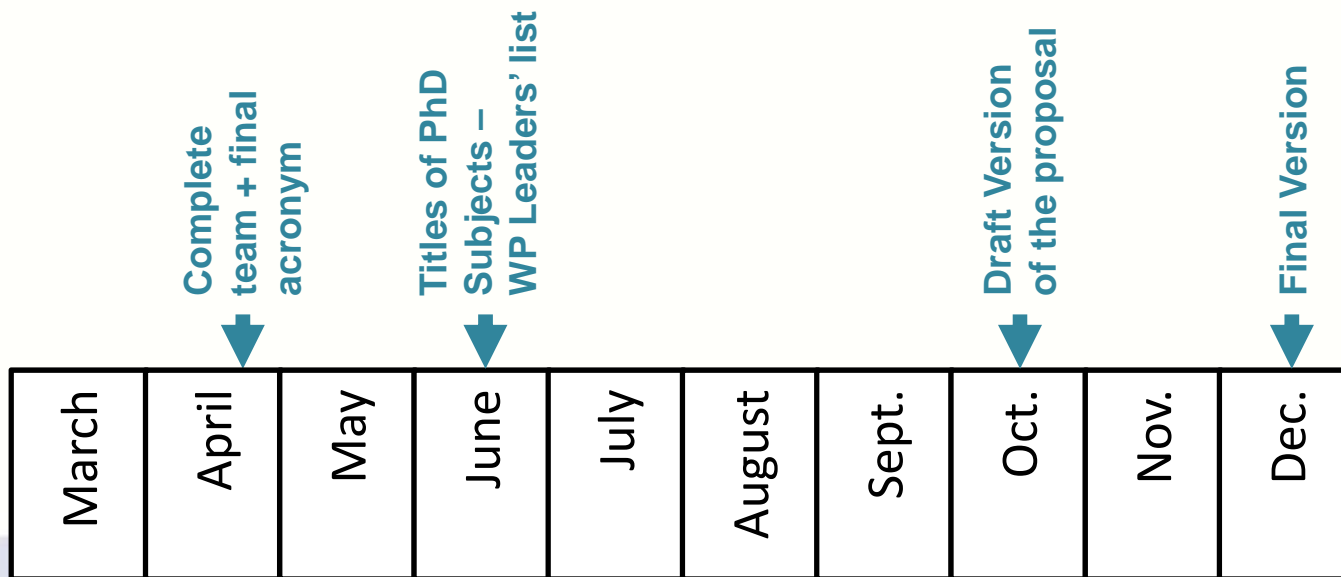 Complete
team + final
acronym
Titles of PhD
Subjects –
WP Leaders’ list
Draft Version
of the proposal
Final Version
March
April
May
June
July
August
Sept.
Oct.
Nov.
Dec.